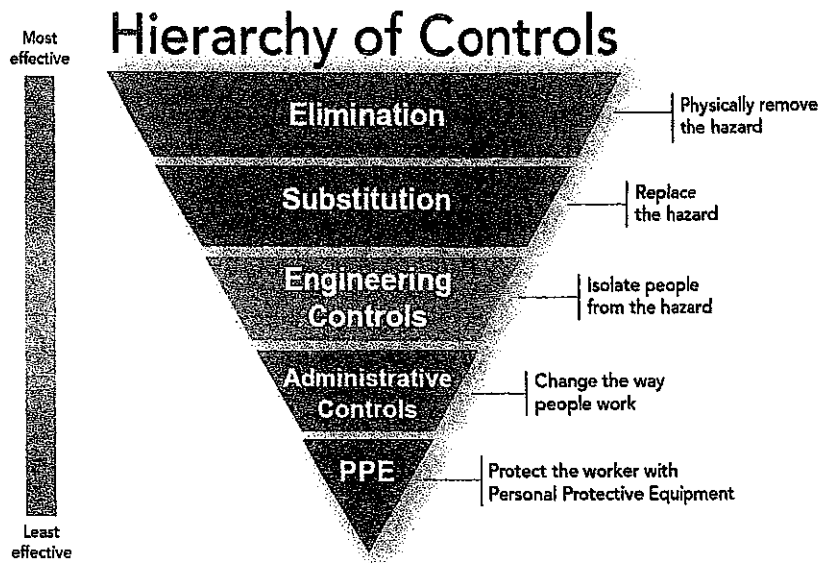 Hierarchy of Controls
Most
effective
Elimination
Physically remove
the hazard
Substitution
Replace
the hazard
Engineering
Controls
Isolate people
from the hazard
Administrative
Controls
Change the way
people work
PPE
Protect the worker with
Personal Protective Equipment
Least
effective